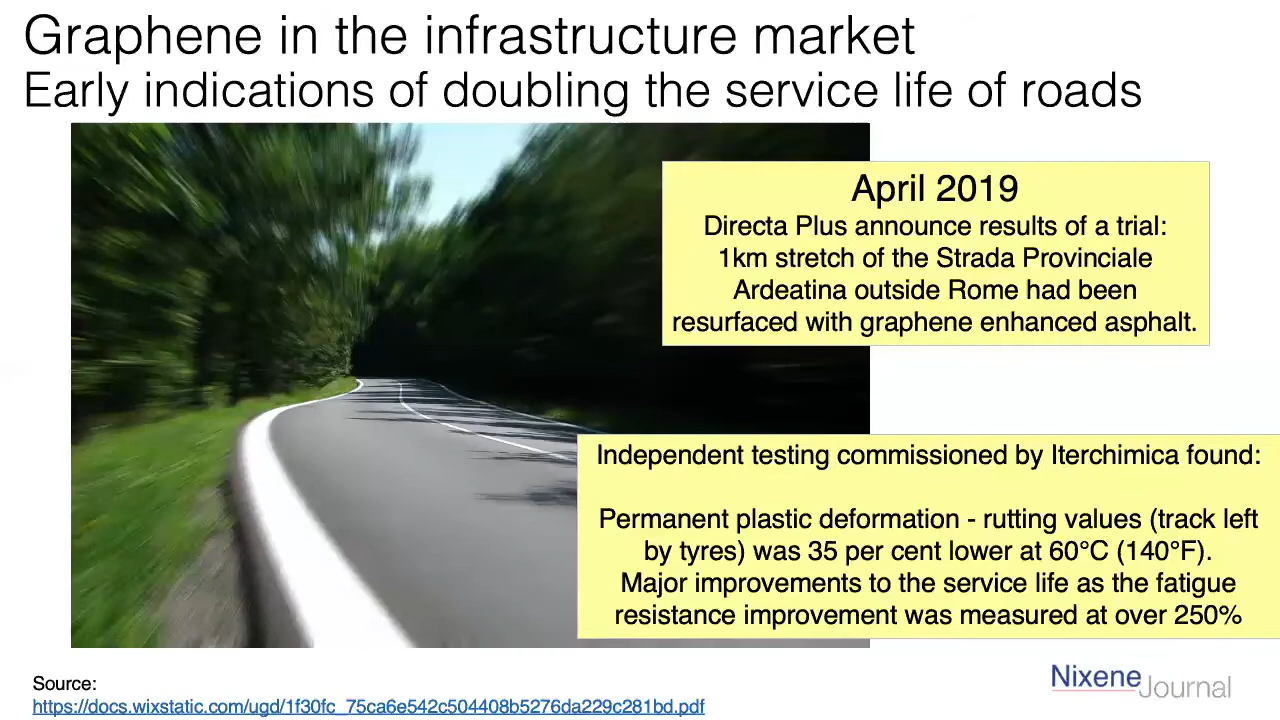 Graphene in the infrastructure market
Early indications of doubling the service life of roads
April 2019
Directa Plus announce results of a trial:
1km stretch of the Strada Provinciale
Ardeatina outside Rome had been
resurfaced with graphene enhanced asphalt.
Independent testing commissioned by Iterchimica found:
Permanent plastic deformation - rutting values (track left
by tyres) was 35 per cent lower at 60°C (140°F).
Major improvements to the service life as the fatigue
resistance improvement was measured at over 250%
Source:
https://docs.wixstatic.com/ugd/1f30fc_75ca6e542c504408b5276da229c281bd.pdf
Nixene Journal